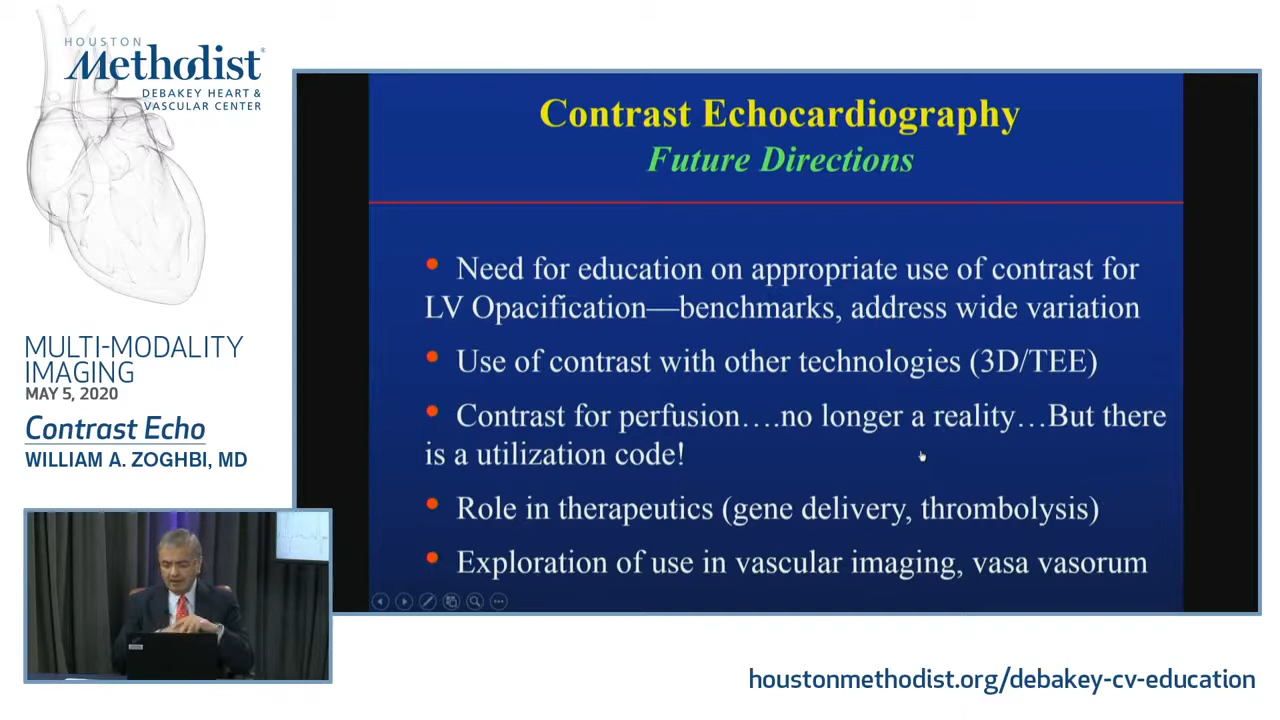 HOUSTON
Methodist®
DEBAKEY HEART &
VASCULAR CENTER
MULTI-MODALITY
IMAGING
MAY 5, 2020
Contrast Echo
WILLIAM A. ZOGHBI, MD
Contrast Echocardiography
Future Directions
• Need for education on appropriate use of contrast for
LV Opacification—benchmarks, address wide variation
• Use of contrast with other technologies (3D/TEE)
• Contrast for perfusion….no longer a reality…But there
is a utilization code!
• Role in therapeutics (gene delivery, thrombolysis)
• Exploration of use in vascular imaging, vasa vasorum
houstonmethodist.org/debakey-cv-education